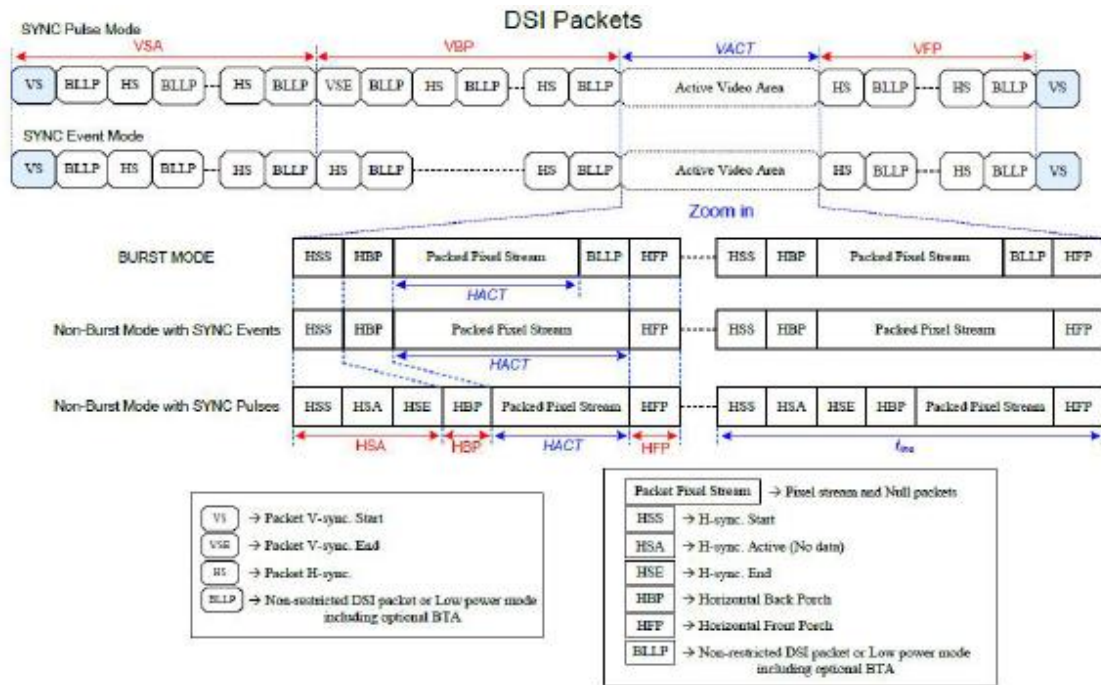 DSI Packets
SYNC Pulse Mode
VSA VBP VACT VFP
VS BLLP HS BLLP HS BLLP VSE BLLP HS BLLP HS BLLP Active Video Area HS BLLP HS BLLP VS
SYNC Event Mode
VS BLLP HS BLLP HS BLLP HS BLLP HS BLLP Active Video Area HS BLLP HS BLLP VS
Zoom in
BURST MODE HSS HBP Packed Pixel Stream BLLP HFP HSS HBP Packed Pixel Stream BLLP HFP
HACT
Non-Burst Mode with SYNC Events HSS HBP Packed Pixel Stream HFP HSS HBP Packed Pixel Stream HFP
HACT
Non-Burst Mode with SYNC Pulses HSS HSA HSE HBP Packed Pixel Stream HFP HSS HSA HSE HBP Packed Pixel Stream HFP
HSA HBP HACT HFP tline
VS → Packet V-sync. Start
VSE → Packet V-sync. End
HS → Packet H-sync.
BLLP → Non-restricted DSI packet or Low power mode
including optional BTA
Packet Pixel Stream → Pixel stream and Null packets
HSS → H-sync. Start
HSA → H-sync. Active (No data)
HSE → H-sync. End
HBP → Horizontal Back Porch
HFP → Horizontal Front Porch
BLLP → Non-restricted DSI packet or Low power mode
including optional BTA